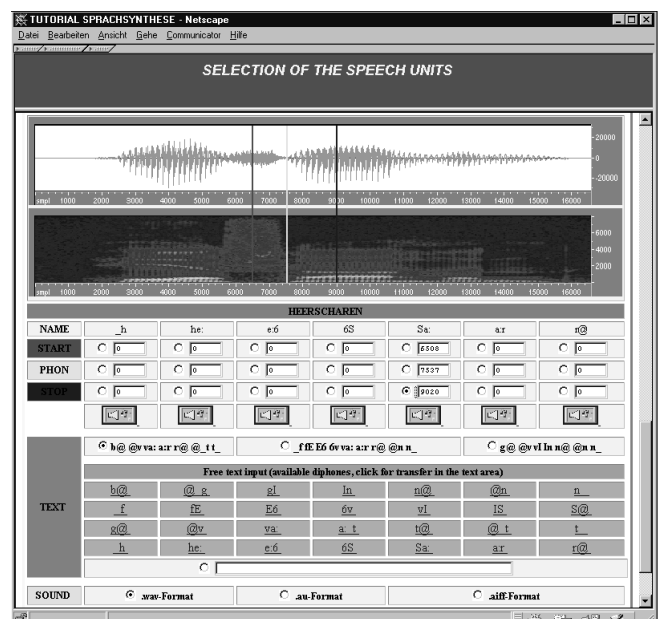 TUTORIAL SPRACHSYNTHESE - Netscape
Datei Bearbeiten Ansicht Gehe Communicator Hilfe
SELECTION OF THE SPEECH UNITS
20000
0
-20000
smpl 1000 2000 3000 4000 5000 6000 7000 8000 9000 10000 11000 12000 13000 14000 15000 16000
6000
4000
2000
smpl 1000 2000 3000 4000 5000 6000 7000 8000 9000 10000 11000 12000 13000 14000 15000 16000
HEERSCHAREN
NAME _h he: e:6 6S Sa: a:r r@
START 0 0 0 0 6508 0 0
PHON 0 0 0 0 7537 0 0
STOP 0 0 0 0 9020 0 0
b@ @v va: a:r r@ @_t t_ _f fE E6 6v va: a:r r@ @n n_ g@ @v vI In n@ @n n_
Free text input (available diphones, click for transfer in the text area)
TEXT
b@ @_g gI In n@ @n n_
_f fE E6 6v vI IS S@
g@ @v va: a:_t t@ @_t t_
_h he: e:6 6S Sa: a:r r@
SOUND .wav-Format .au-Format .aiff-Format